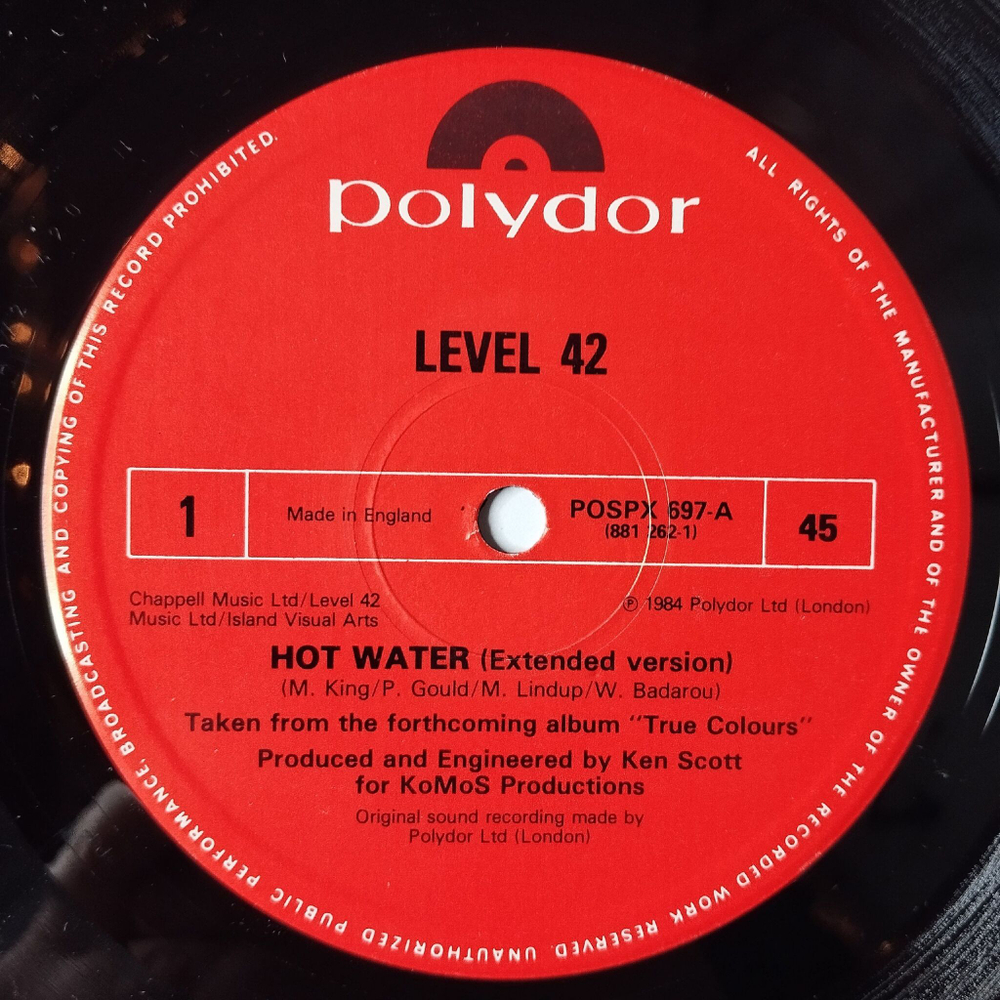 polydor
LEVEL 42
1
Made in England
POSPX 697-A
(881 262-1)
45
Chappell Music Ltd/Level 42
Music Ltd/Island Visual Arts
℗ 1984 Polydor Ltd (London)
HOT WATER (Extended version)
(M. King/P. Gould/M. Lindup/W. Badarou)
Taken from the forthcoming album "True Colours"
Produced and Engineered by Ken Scott
for KoMoS Productions
Original sound recording made by
Polydor Ltd (London)
ALL RIGHTS OF THE MANUFACTURER AND OF THE OWNER OF THE RECORDED WORK RESERVED. UNAUTHORIZED PUBLIC PERFORMANCE, BROADCASTING AND COPYING OF THIS RECORD PROHIBITED.